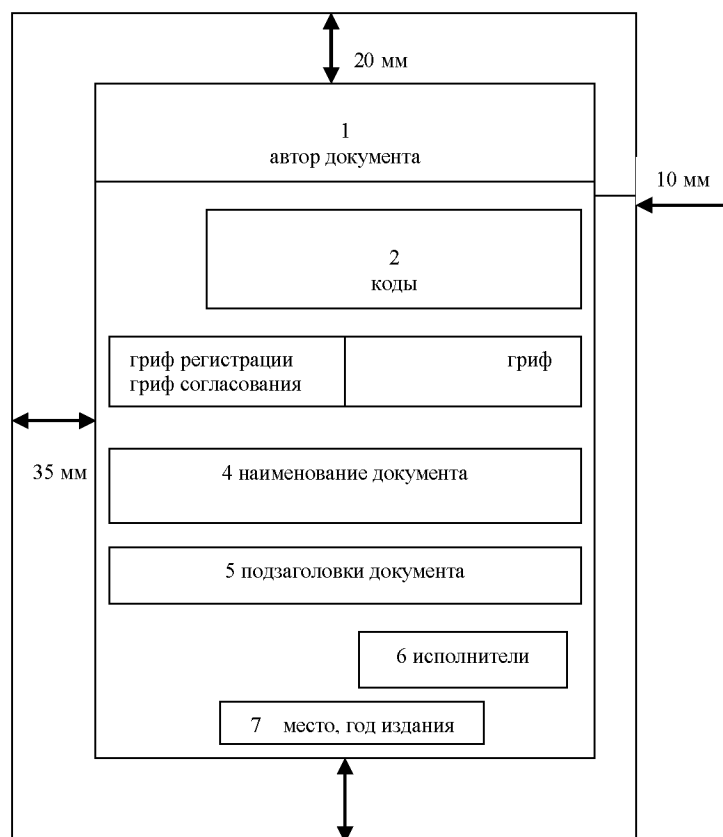 20 мм
1
автор документа
10 мм
2
коды
гриф регистрации
гриф согласования
гриф
35 мм
4 наименование документа
5 подзаголовки документа
6 исполнители
7 место, год издания